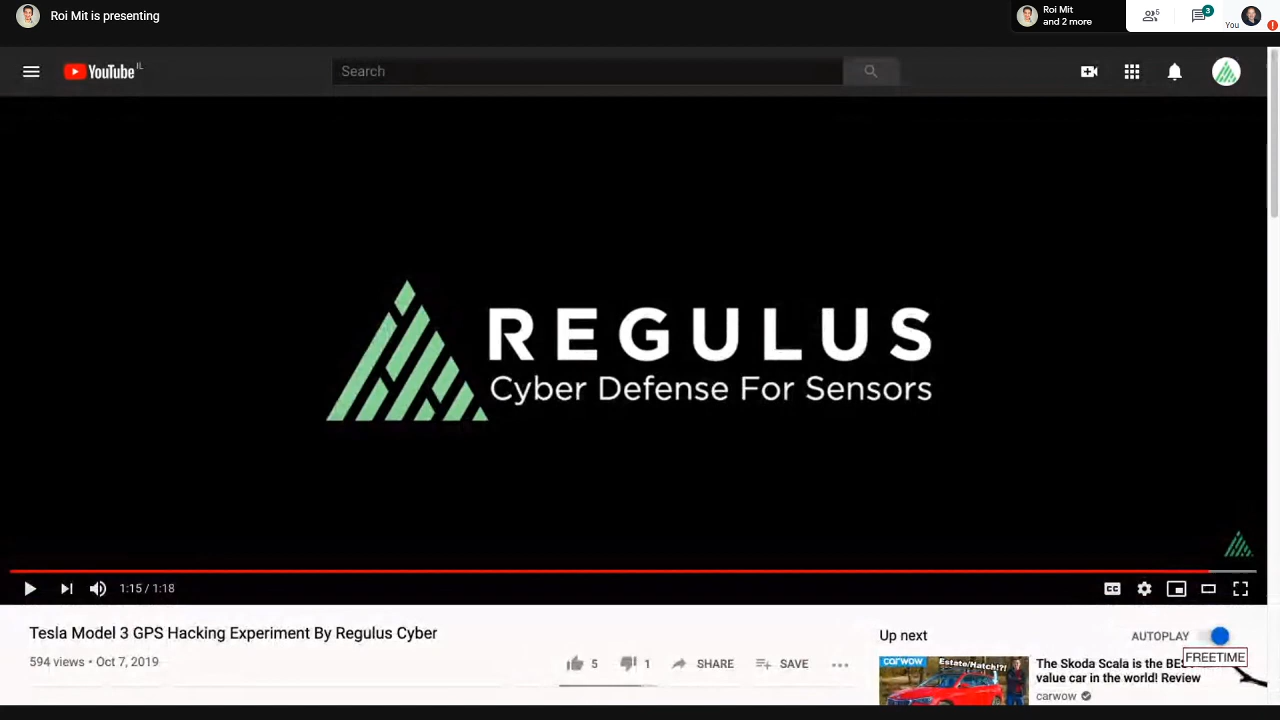 Roi Mit is presenting
Roi Mit
and 2 more
5
3
You
YouTube IL
Search
REGULUS
Cyber Defense For Sensors
1:15 / 1:18
CC
Tesla Model 3 GPS Hacking Experiment By Regulus Cyber
594 views • Oct 7, 2019
5
1
SHARE
SAVE
Up next
AUTOPLAY
FREETIME
carwow
Estate/Hatch!?!
The Skoda Scala is the BES
value car in the world! Review
carwow